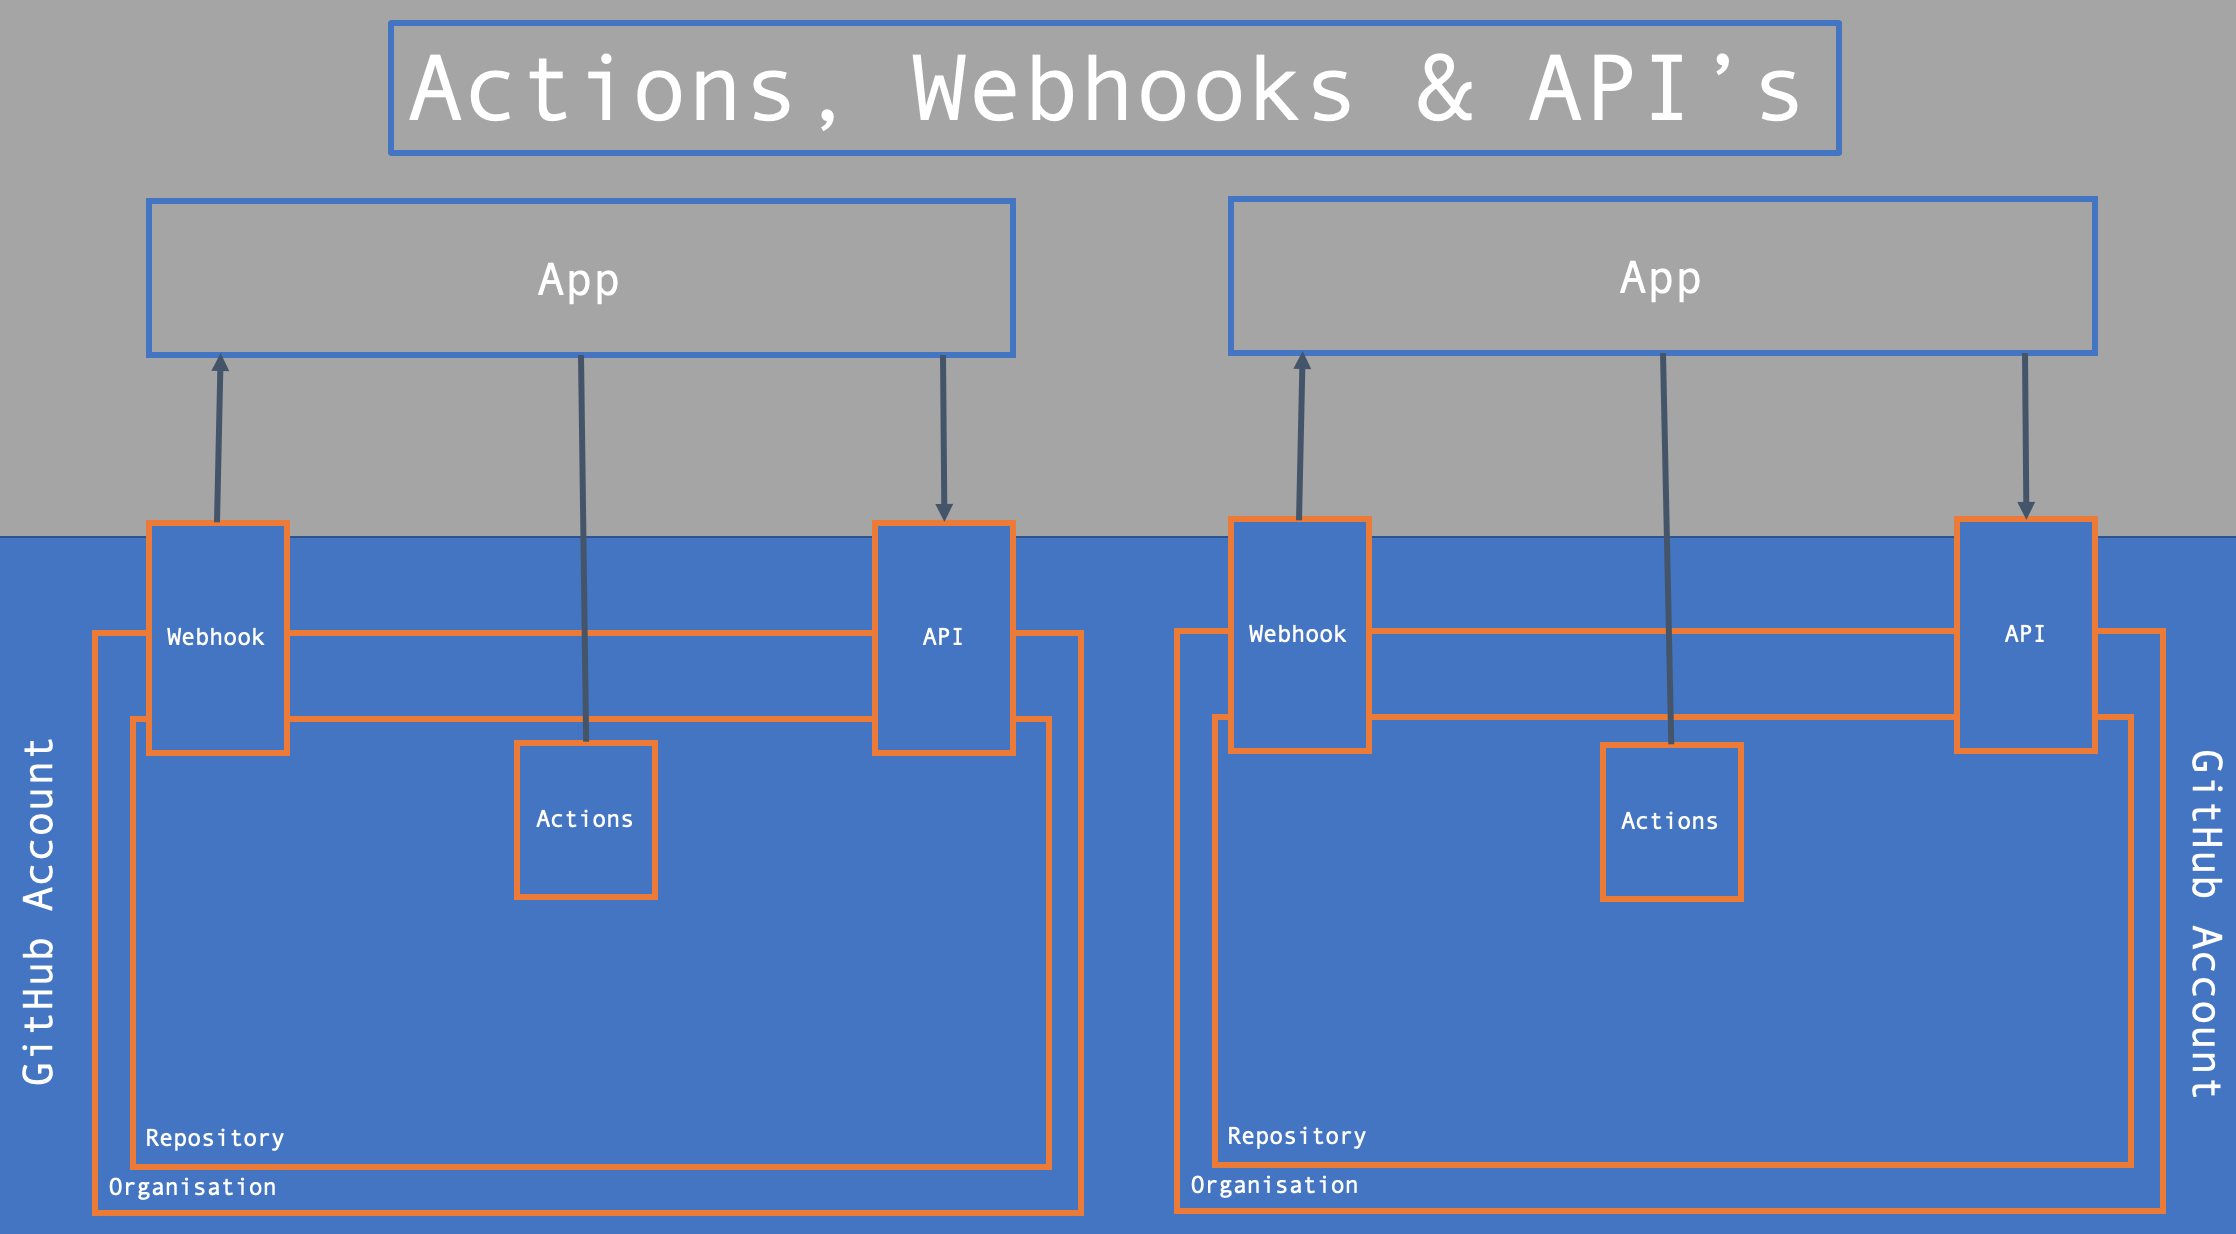 Actions, Webhooks & API’s
App
App
Webhook
API
Webhook
API
Actions
Actions
GitHub Account
GitHub Account
Repository
Repository
Organisation
Organisation